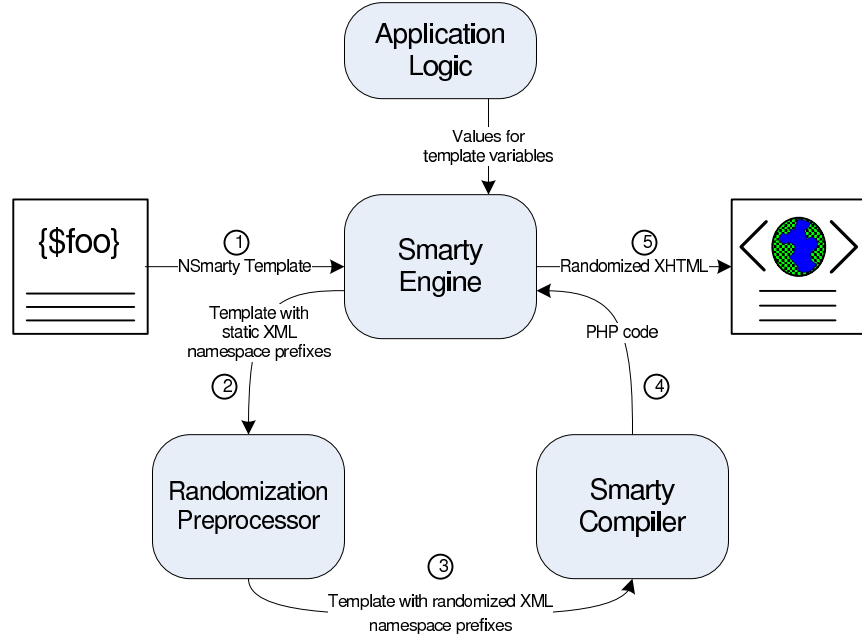 Application
Logic
Values for
template variables
{$foo}
1
NSmarty Template
Smarty
Engine
5
Randomized XHTML
< >
Template with
static XML
namespace prefixes
2
PHP code
4
Randomization
Preprocessor
Smarty
Compiler
3
Template with randomized XML
namespace prefixes